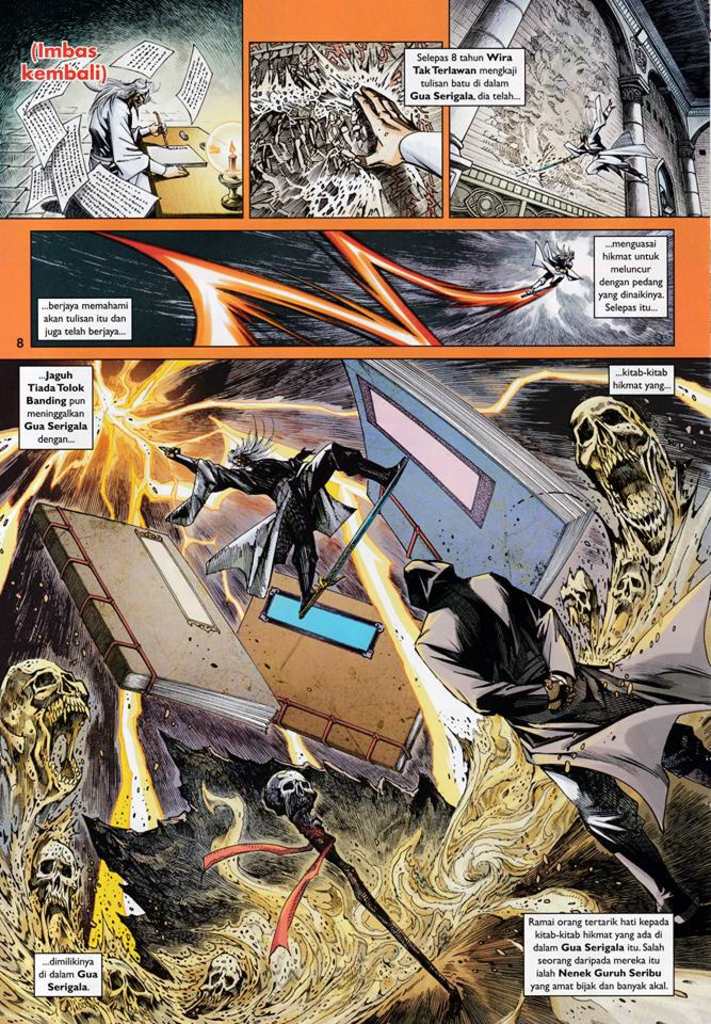 (Imbas
kembali)
Selepas 8 tahun Wira
Tak Terlawan mengkaji
tulisan batu di dalam
Gua Serigala, dia telah...
...berjaya memahami
akan tulisan itu dan
juga telah berjaya...
...menguasai
hikmat untuk
meluncur
dengan pedang
yang dinaikinya.
Selepas itu...
8
...Jaguh
Tiada Tolok
Banding pun
meninggalkan
Gua Serigala
dengan...
...kitab-kitab
hikmat yang...
...dimilikinya
di dalam Gua
Serigala.
Ramai orang tertarik hati kepada
kitab-kitab hikmat yang ada di
dalam Gua Serigala itu. Salah
seorang daripada mereka itu
ialah Nenek Guruh Seribu
yang amat bijak dan banyak akal.